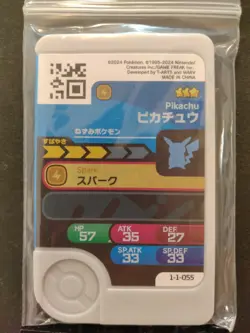 ©2024 Pokémon. ©1995-2024 Nintendo/
Creatures Inc./GAME FREAK inc.
Developed by T-ARTS and MARV
MADE IN CHINA
Pikachu
ピカチュウ
ねずみポケモン
すばやさ
Spark
スパーク
HP
57
ATK
35
DEF
27
SP.ATK
33
SP.DEF
33
1-1-055